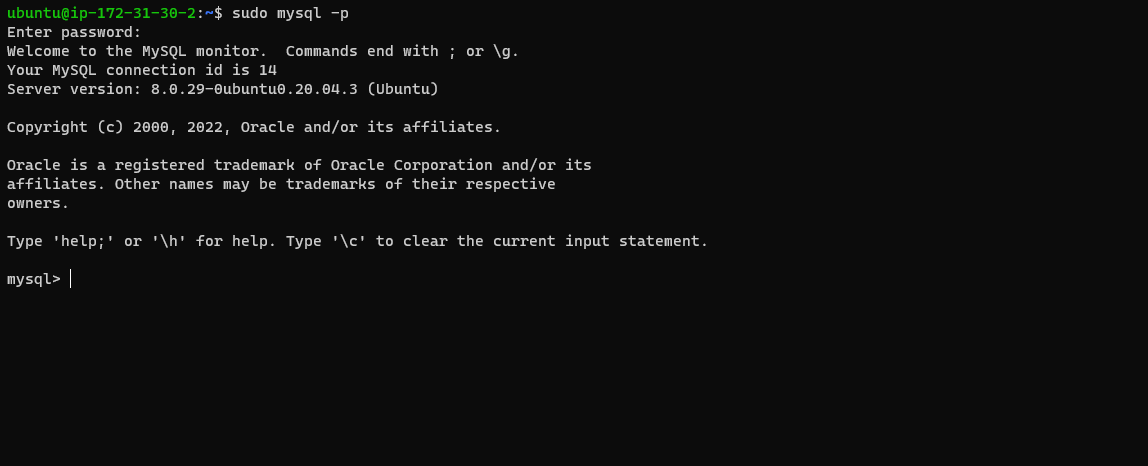 ubuntu@ip-172-31-30-2:~$ sudo mysql -p
Enter password:
Welcome to the MySQL monitor.  Commands end with ; or \g.
Your MySQL connection id is 14
Server version: 8.0.29-0ubuntu0.20.04.3 (Ubuntu)

Copyright (c) 2000, 2022, Oracle and/or its affiliates.

Oracle is a registered trademark of Oracle Corporation and/or its
affiliates. Other names may be trademarks of their respective
owners.

Type 'help;' or '\h' for help. Type '\c' to clear the current input statement.

mysql>